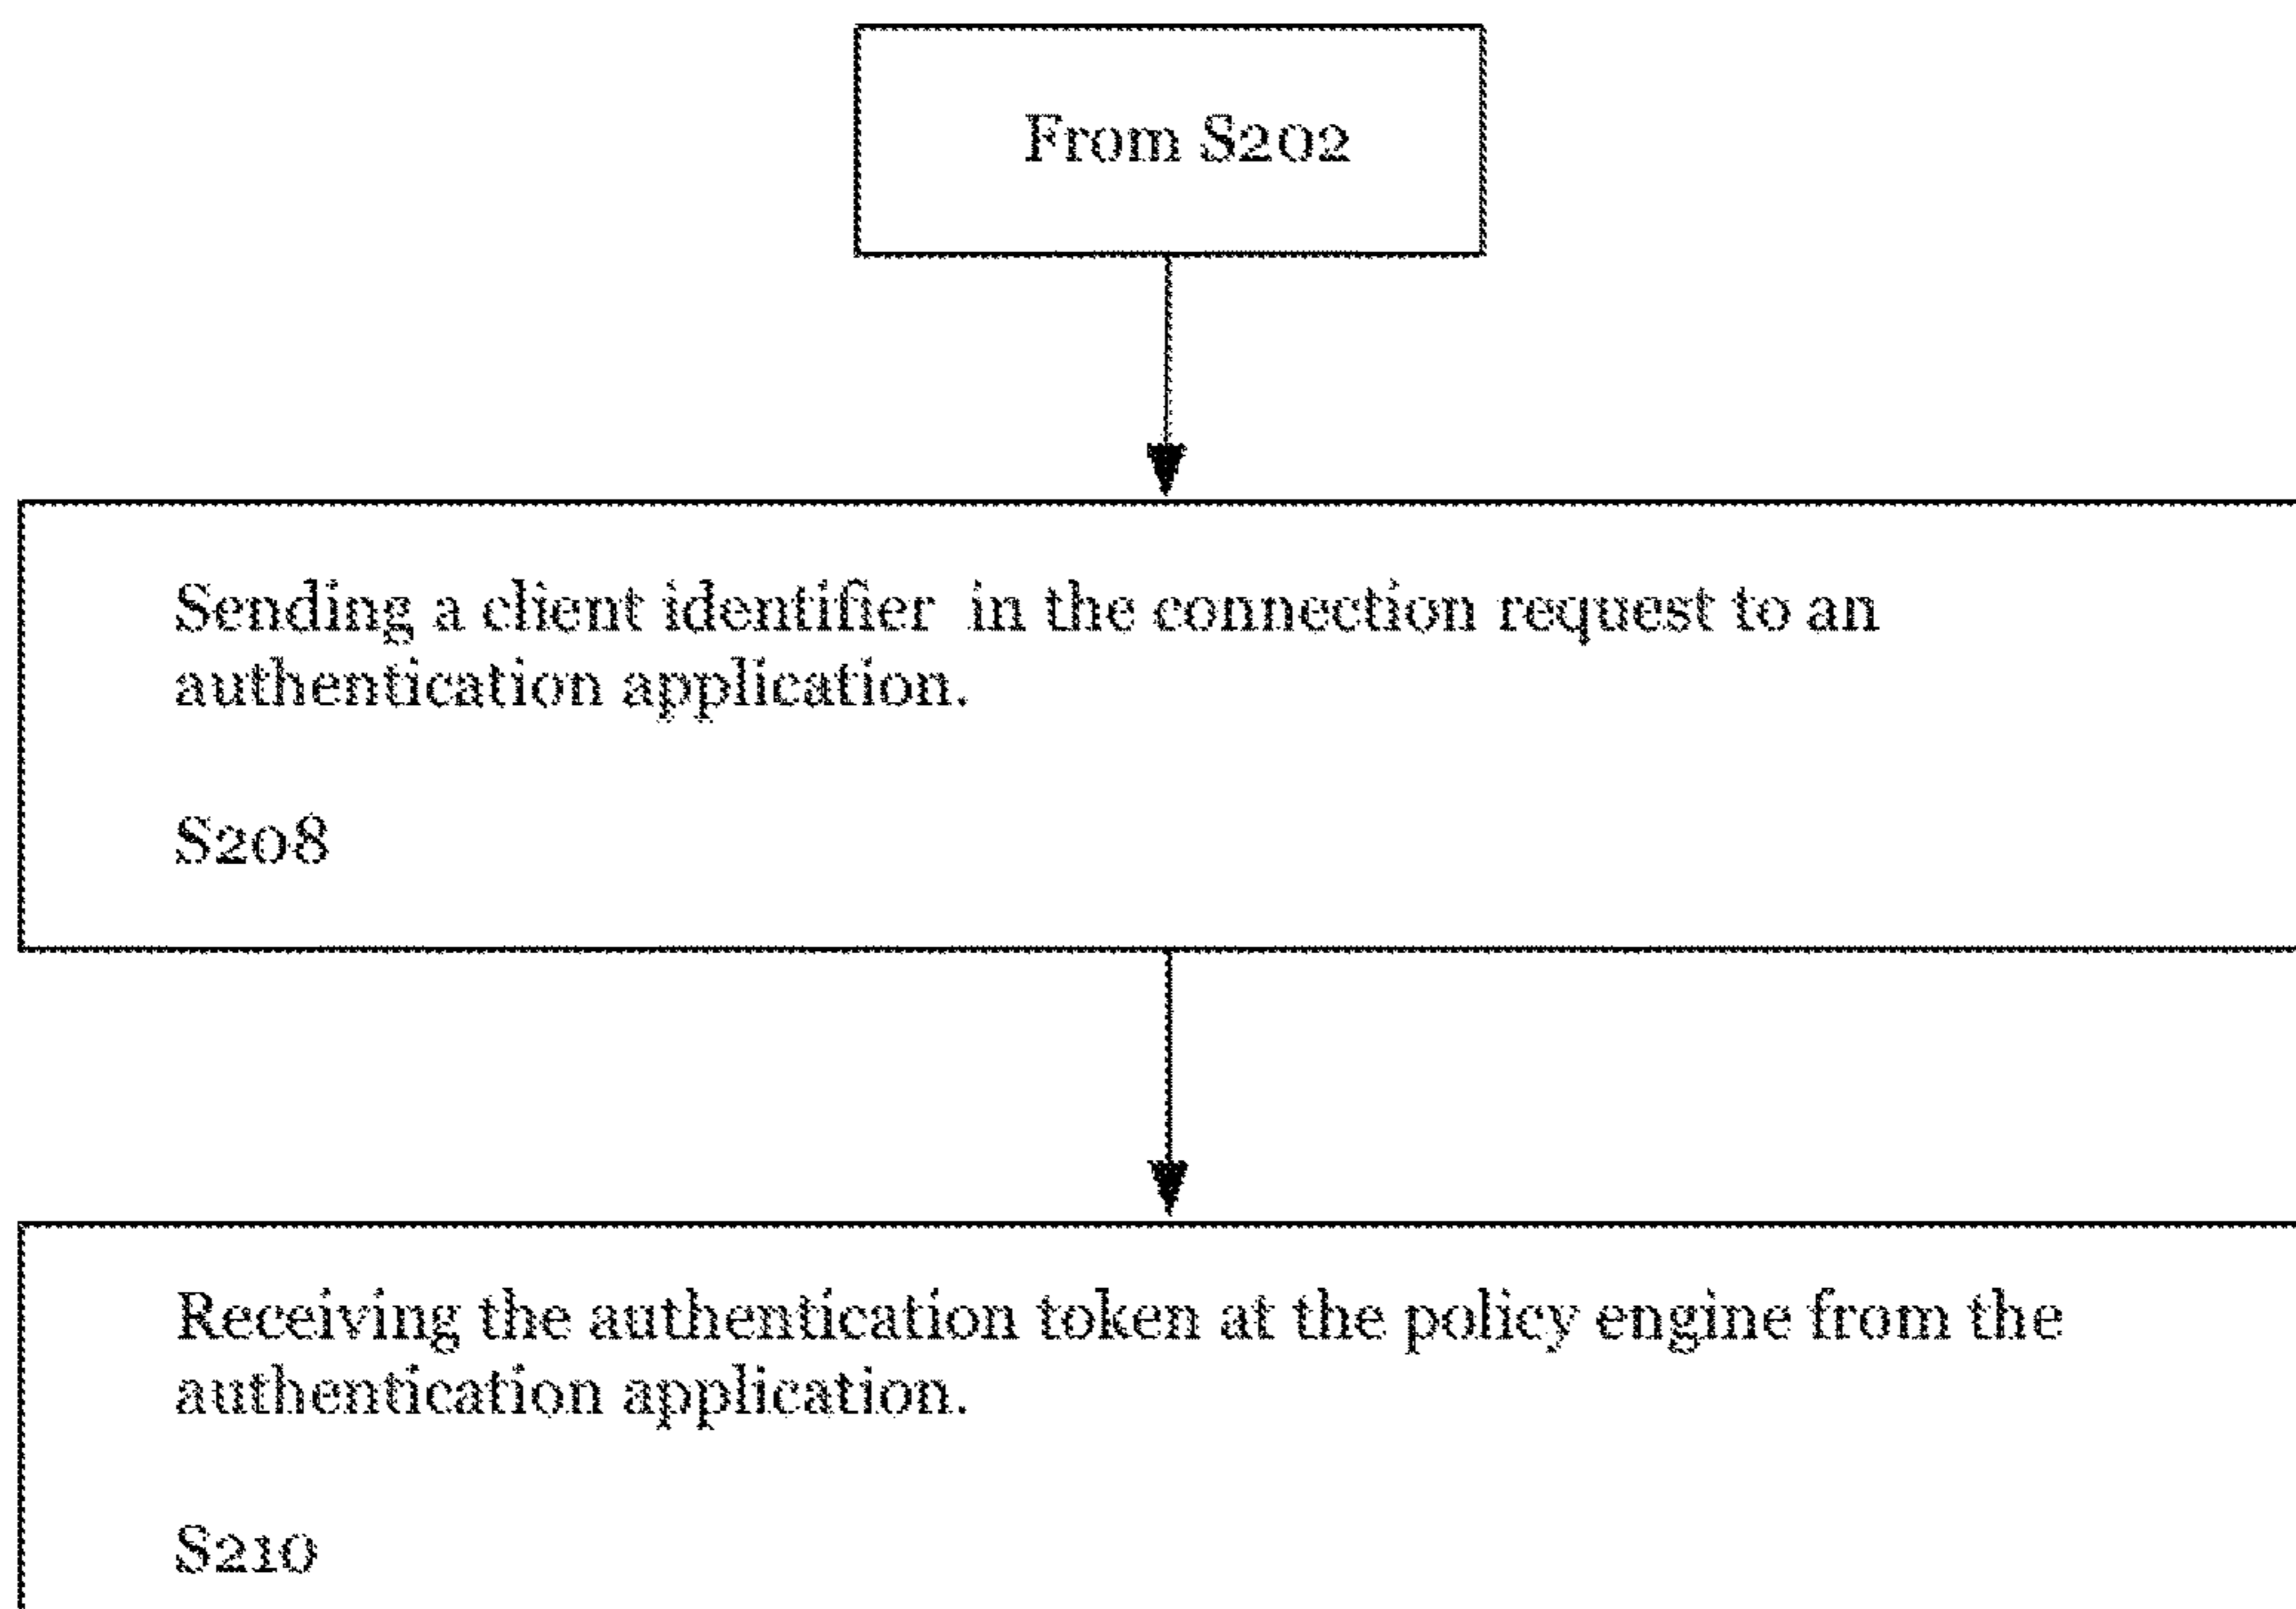 From S202
Sending a client identifier in the connection request to an
authentication application.
S208
Receiving the authentication token at the policy engine from the
authentication application.
S210